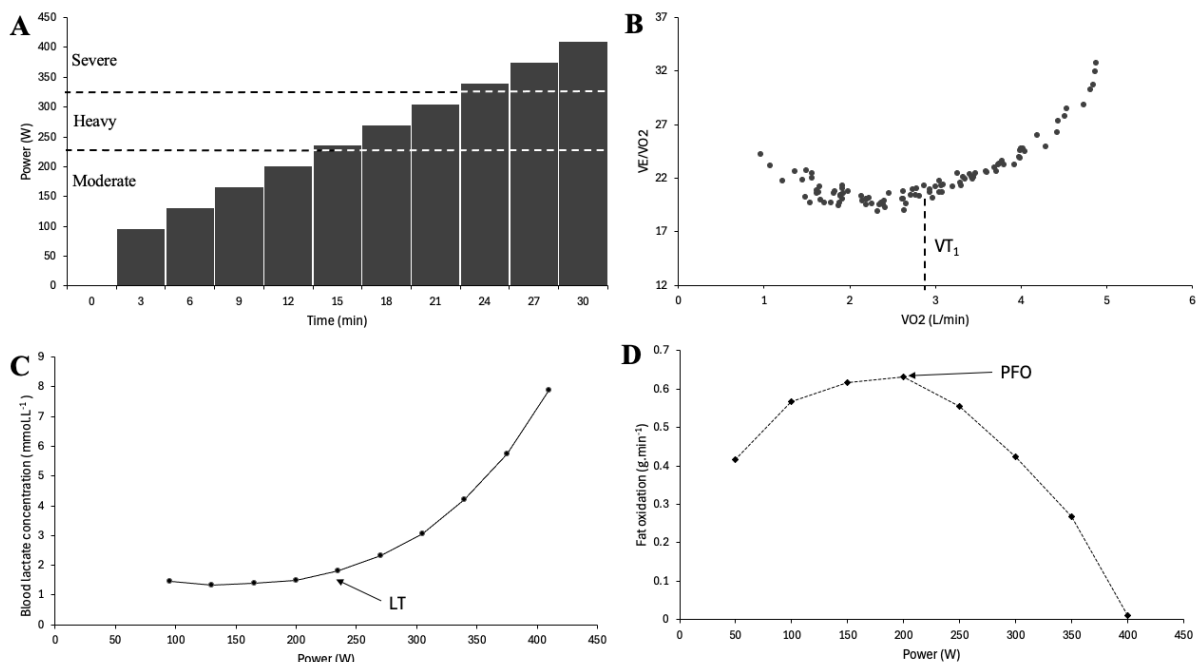 A
450
400
350
300
250
200
150
100
50
0
Power (W)
Severe
Heavy
Moderate
0 3 6 9 12 15 18 21 24 27 30
Time (min)
B
37
32
27
22
17
12
VE/VO2
VT1
0 1 2 3 4 5 6
VO2 (L/min)
C
9
8
7
6
5
4
3
2
1
0
Blood lactate concentration (mmol.L-1)
LT
0 50 100 150 200 250 300 350 400 450
Power (W)
D
0.7
0.6
0.5
0.4
0.3
0.2
0.1
0
Fat oxidation (g.min-1)
PFO
0 50 100 150 200 250 300 350 400 450
Power (W)